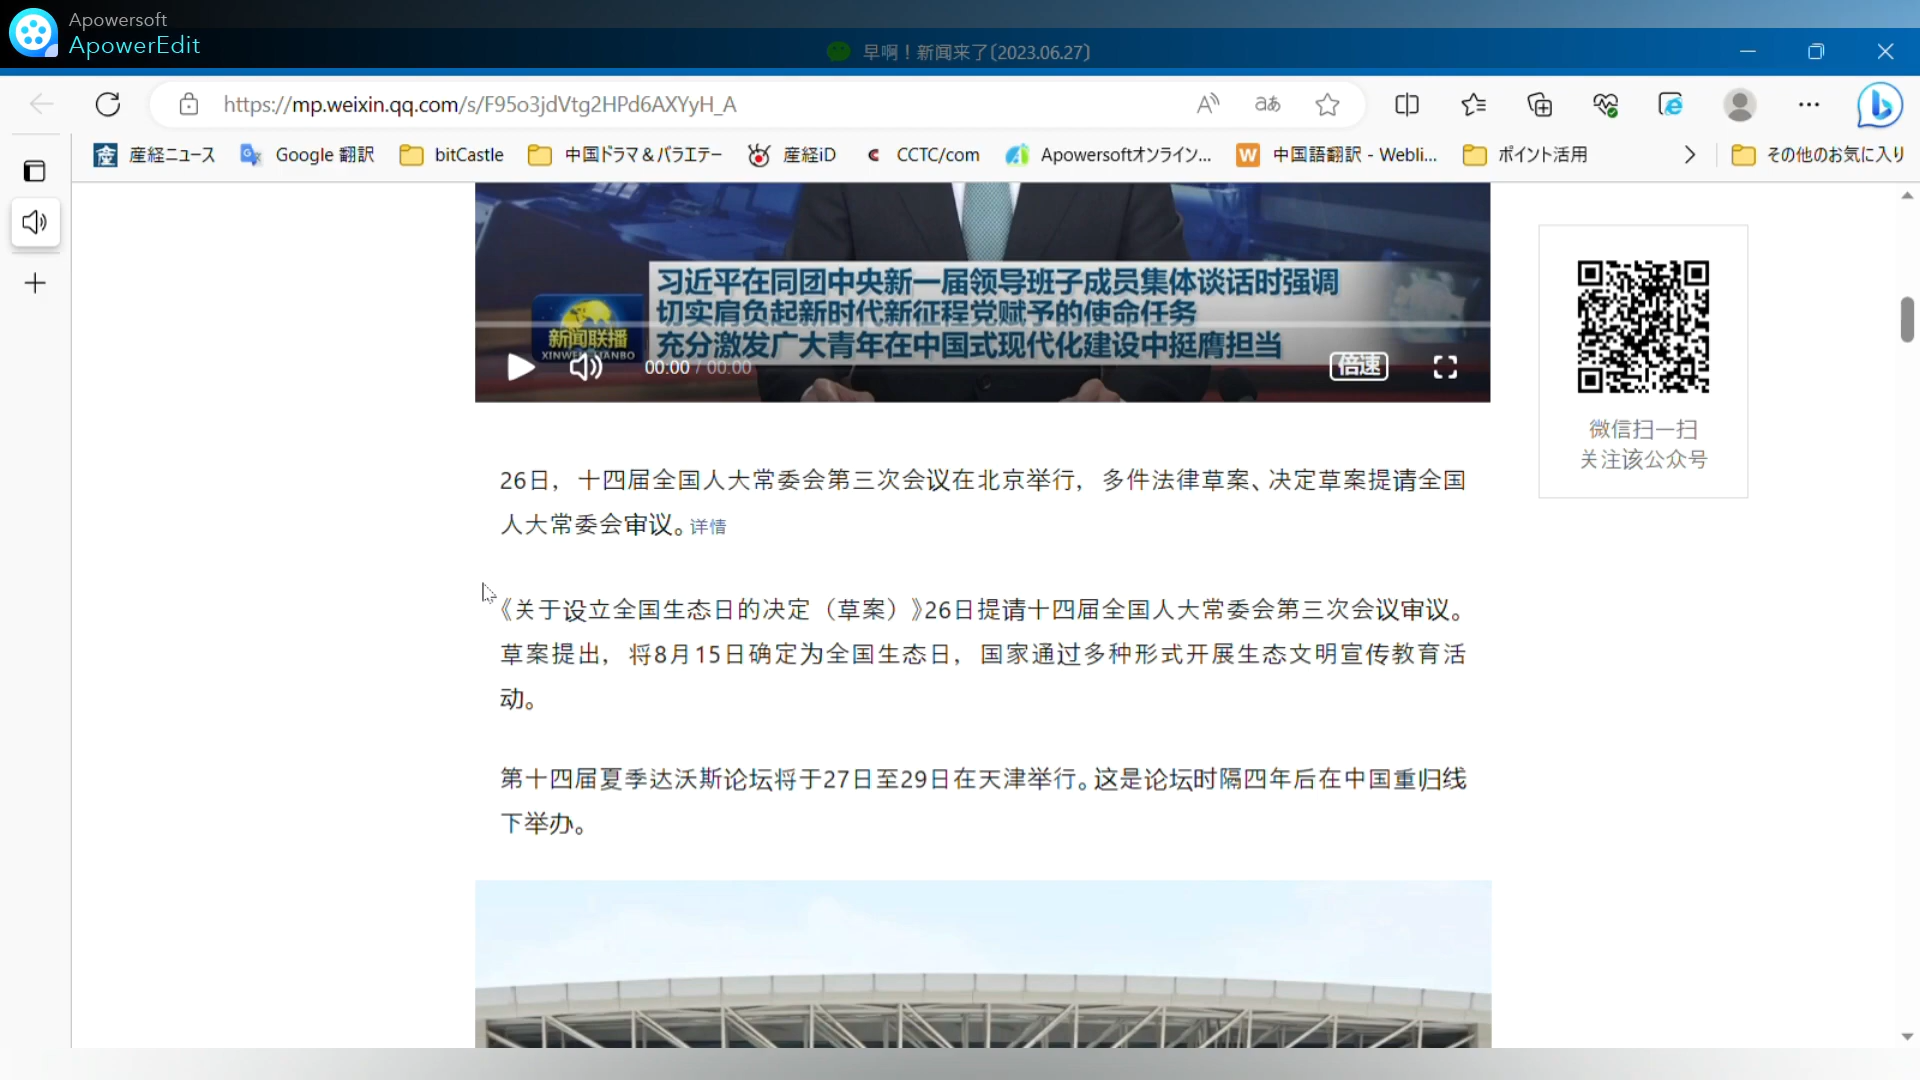 Apowersoft
ApowerEdit
早啊！新闻来了〔2023.06.27〕
https://mp.weixin.qq.com/s/F95o3jdVtg2HPd6AXYyH_A
産経ニュース
Google 翻訳
bitCastle
中国ドラマ＆バラエテー
産経iD
CCTC/com
Apowersoftオンライン...
中国語翻訳 - Webli...
ポイント活用
その他のお気に入り
习近平在同团中央新一届领导班子成员集体谈话时强调
切实肩负起新时代新征程党赋予的使命任务
充分激发广大青年在中国式现代化建设中挺膺担当
新闻联播
XINWEN LIANBO
00:00 / 00:00
倍速
微信扫一扫
关注该公众号
26日，十四届全国人大常委会第三次会议在北京举行，多件法律草案、决定草案提请全国
人大常委会审议。详情
《关于设立全国生态日的决定（草案）》26日提请十四届全国人大常委会第三次会议审议。
草案提出，将8月15日确定为全国生态日，国家通过多种形式开展生态文明宣传教育活
动。
第十四届夏季达沃斯论坛将于27日至29日在天津举行。这是论坛时隔四年后在中国重归线
下举办。